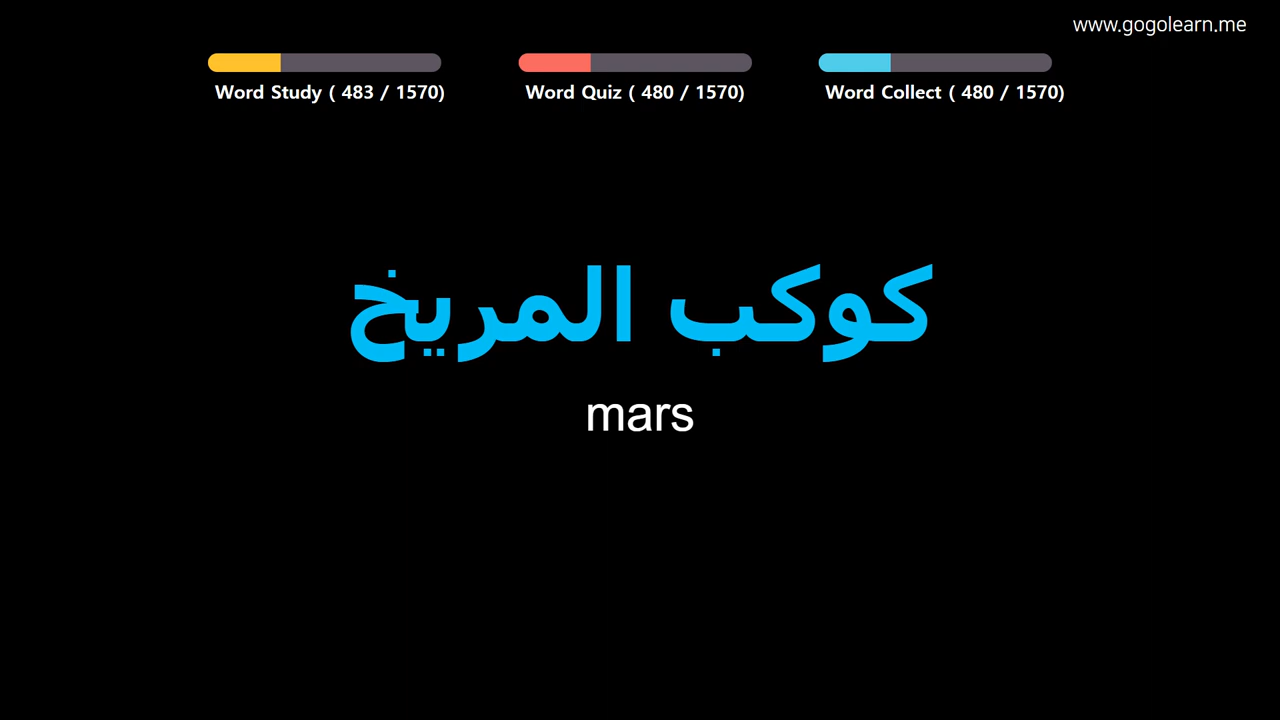 www.gogolearn.me
Word Study ( 483 / 1570)
Word Quiz ( 480 / 1570)
Word Collect ( 480 / 1570)
كوكب المريخ
mars